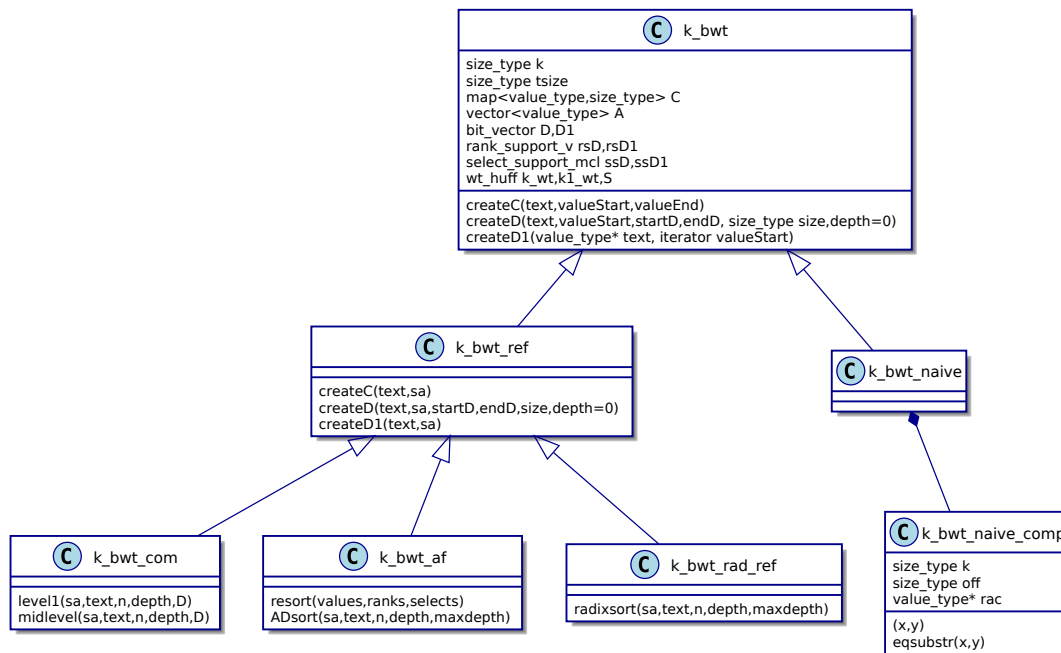 C k_bwt
size_type k
size_type tsize
map<value_type,size_type> C
vector<value_type> A
bit_vector D,D1
rank_support_v rsD,rsD1
select_support_mcl ssD,ssD1
wt_huff k_wt,k1_wt,S
createC(text,valueStart,valueEnd)
createD(text,valueStart,startD,endD, size_type size,depth=0)
createD1(value_type* text, iterator valueStart)
C k_bwt_ref
createC(text,sa)
createD(text,sa,startD,endD,size,depth=0)
createD1(text,sa)
C k_bwt_naive
C k_bwt_com
level1(sa,text,n,depth,D)
midlevel(sa,text,n,depth,D)
C k_bwt_af
resort(values,ranks,selects)
ADsort(sa,text,n,depth,maxdepth)
C k_bwt_rad_ref
radixsort(sa,text,n,depth,maxdepth)
C k_bwt_naive_comp
size_type k
size_type off
value_type* rac
(x,y)
eqsubstr(x,y)